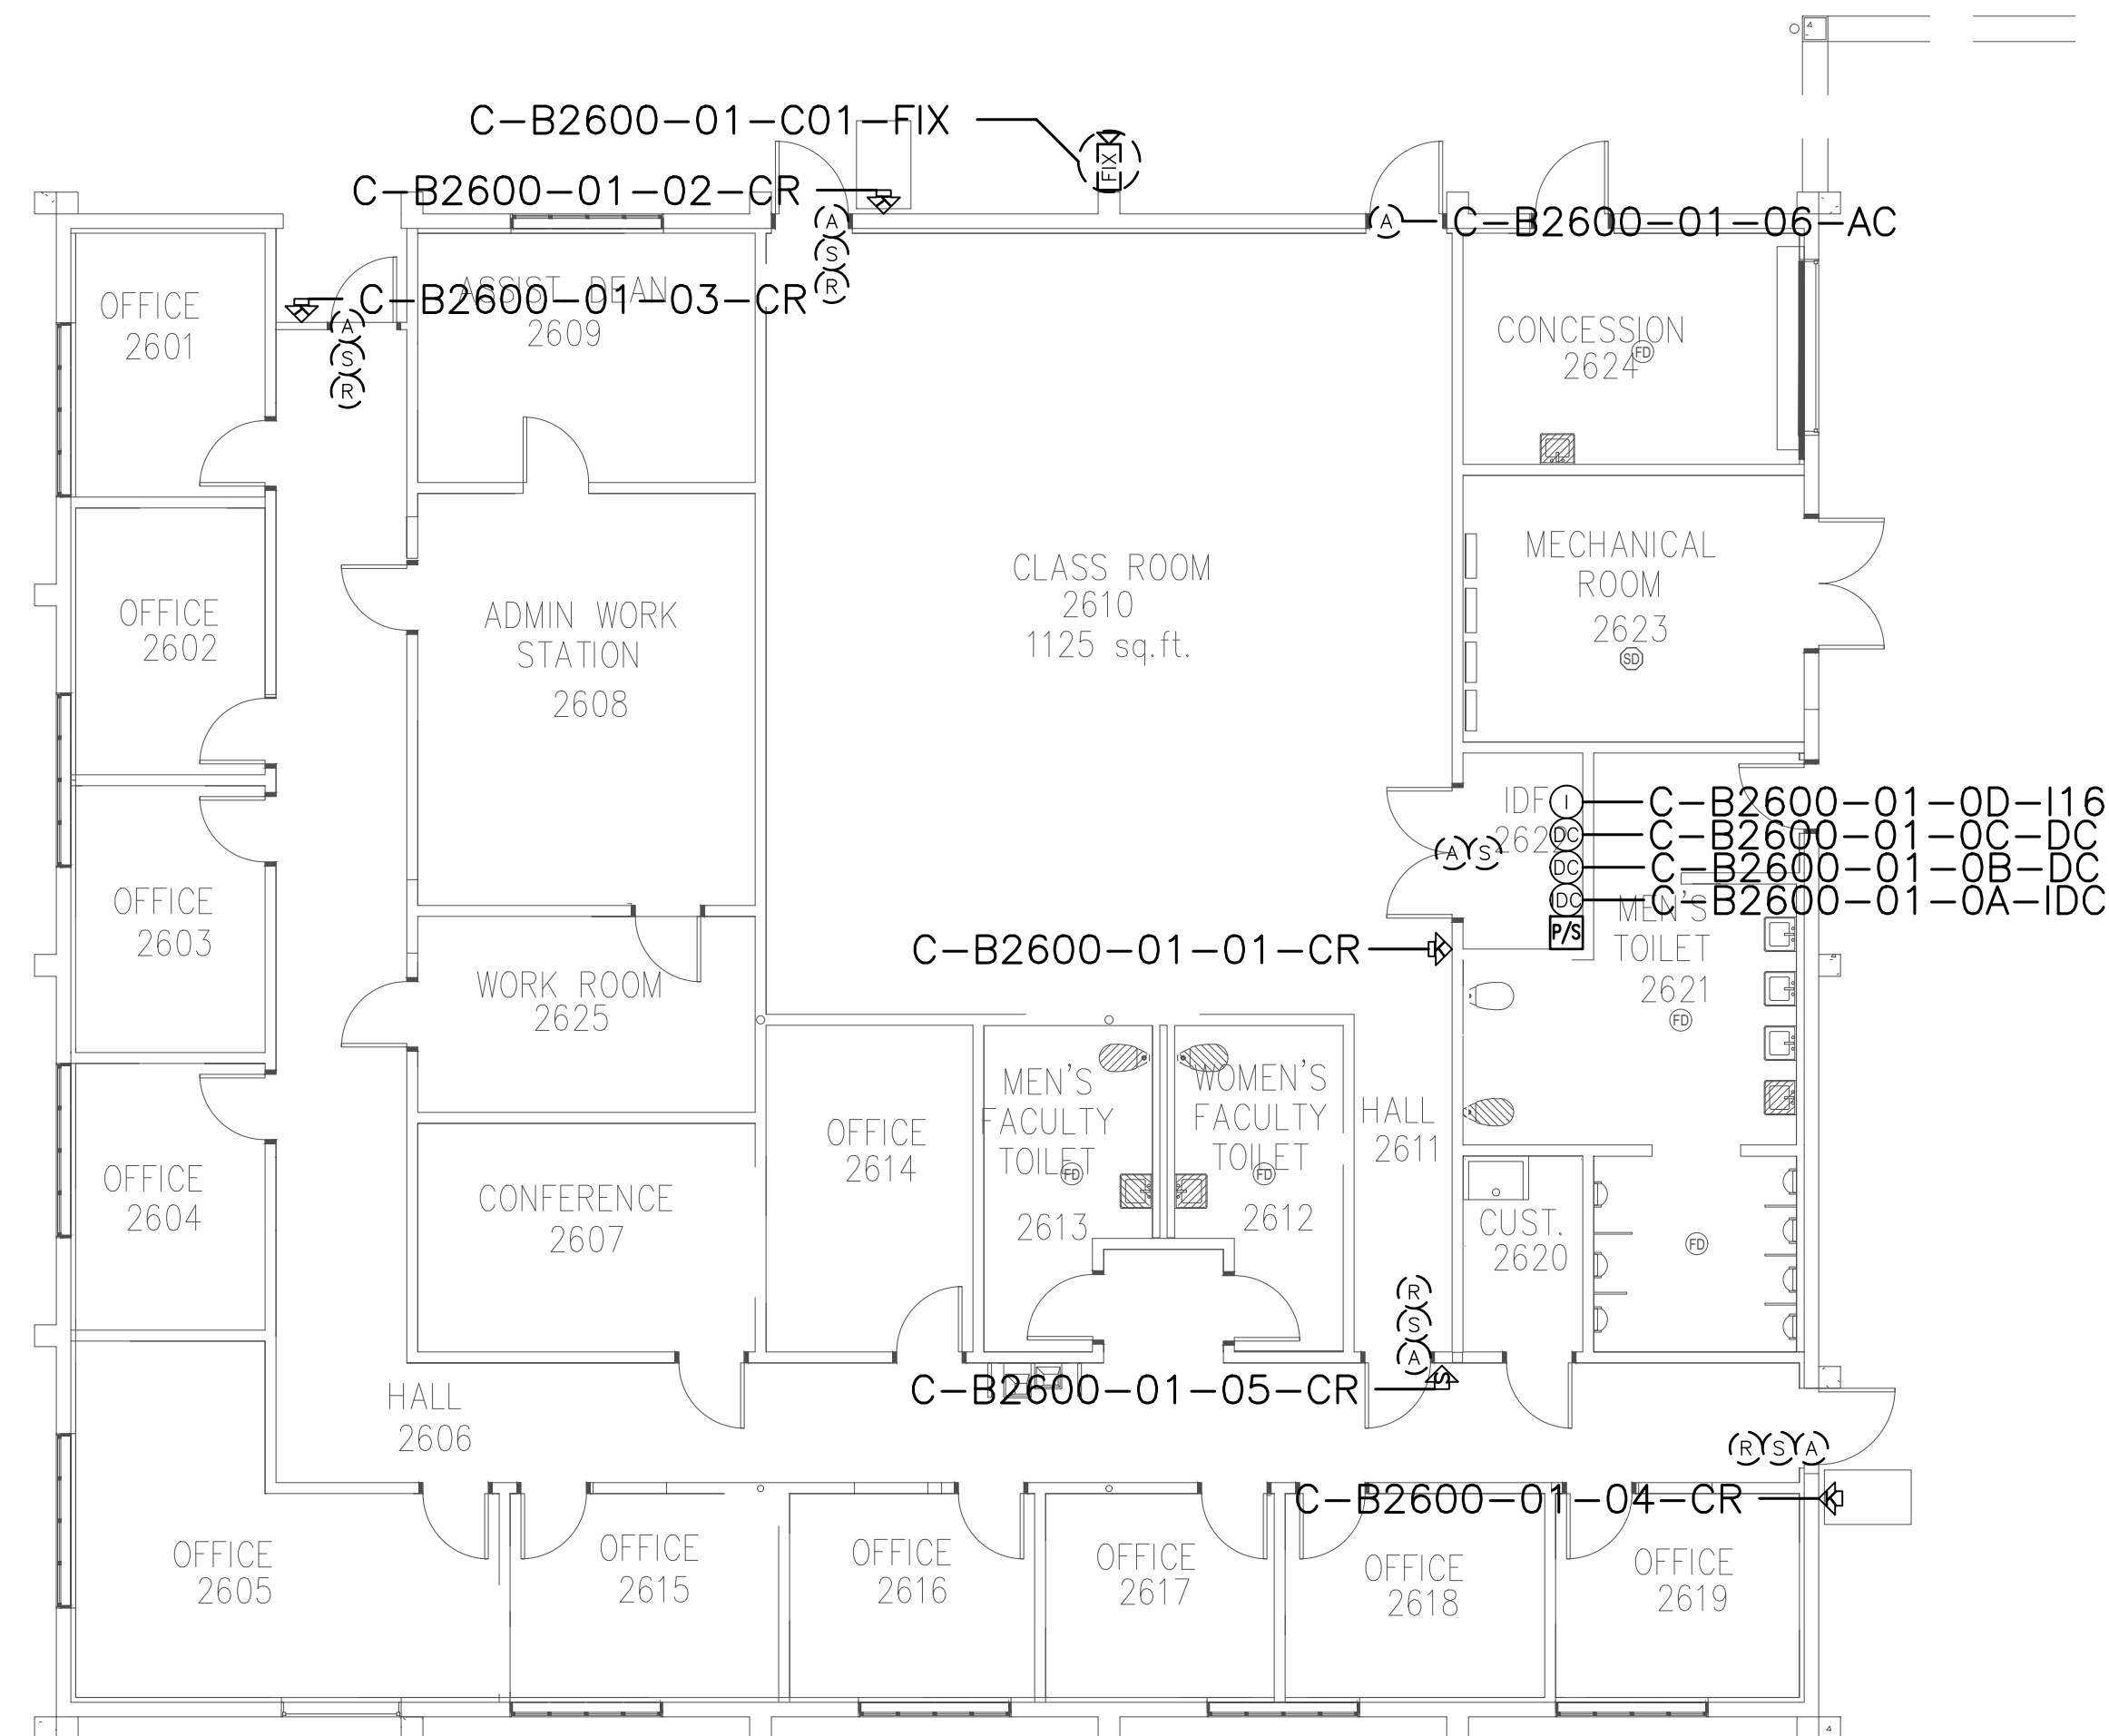 C-B2600-01-C01-FIX
FIX
C-B2600-01-02-CR
K
A
S
R
A
C-B2600-01-06-AC
OFFICE
2601
K
C-B2600-01-03-CR
A
S
R
ASSIST. DEAN
2609
CONCESSION
2624
FD
OFFICE
2602
ADMIN WORK
STATION
2608
CLASS ROOM
2610
1125 sq.ft.
MECHANICAL
ROOM
2623
SD
IDF
2622
I
C-B2600-01-0D-I16
DC
C-B2600-01-0C-DC
DC
C-B2600-01-0B-DC
IDC
C-B2600-01-0A-IDC
P/S
A
S
C-B2600-01-01-CR
K
OFFICE
2603
WORK ROOM
2625
MEN'S
TOILET
2621
FD
OFFICE
2604
CONFERENCE
2607
OFFICE
2614
MEN'S
FACULTY
TOILET
FD
2613
WOMEN'S
FACULTY
TOILET
FD
2612
HALL
2611
CUST.
2620
FD
R
S
A
C-B2600-01-05-CR
S
HALL
2606
R
S
A
C-B2600-01-04-CR
K
OFFICE
2605
OFFICE
2615
OFFICE
2616
OFFICE
2617
OFFICE
2618
OFFICE
2619